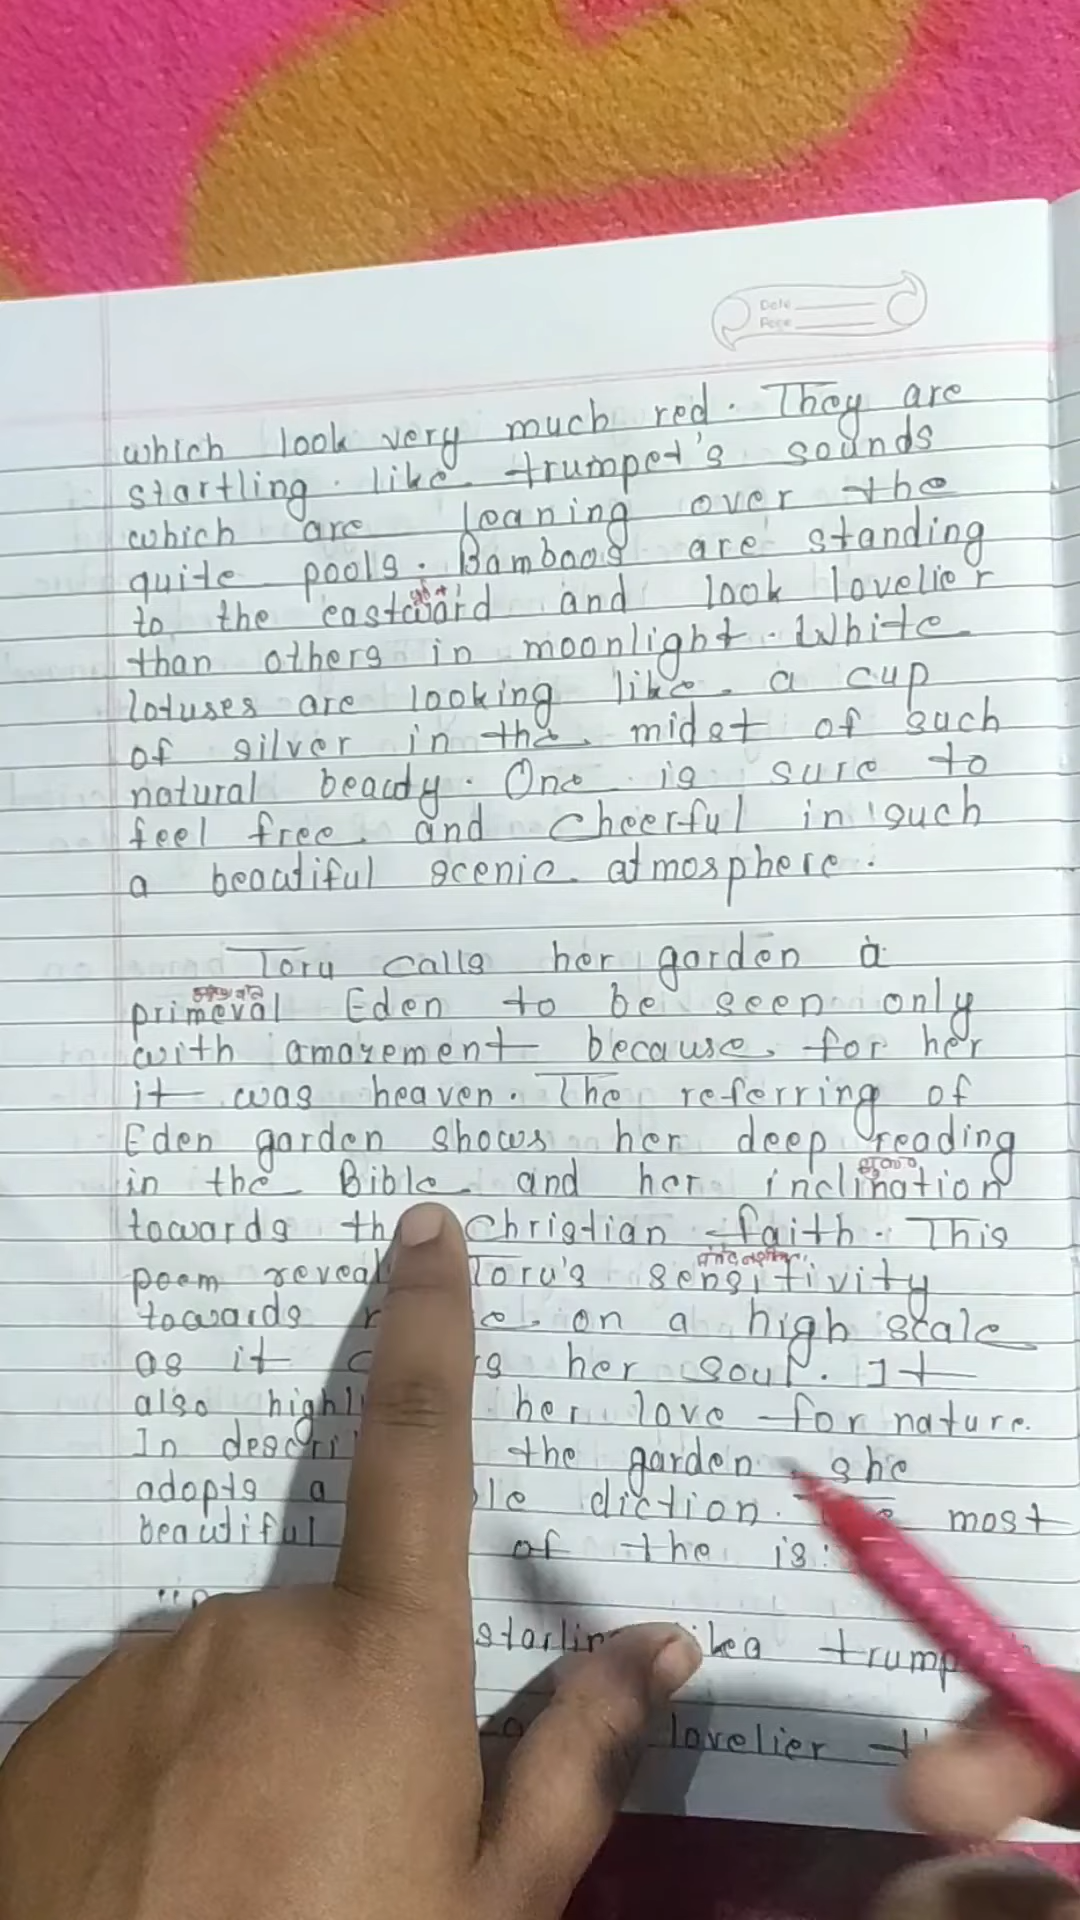 Date
Page
which look very much red. They are
startling like trumpet's sounds
which are leaning over the
quite pools. Bamboos are standing
to the eastward and look lovelier
than others in moonlight. White
lotuses are looking like a cup
of silver in the midst of such
natural beauty. One is sure to
feel free and cheerful in such
a beautiful scenic atmosphere.
Toru calls her garden a
primeval Eden to be seen only
with amazement because for her
it was heaven. The referring of
Eden garden shows her deep reading
in the Bible and her inclination
towards the Christian faith. This
poem reveal Toru's sensitivity
towards on a high scale
as it her soul. It
also highl her love for nature.
In descri the garden she
adopts a diction. most
beautiful of the is:
starling like a trump
lovelier